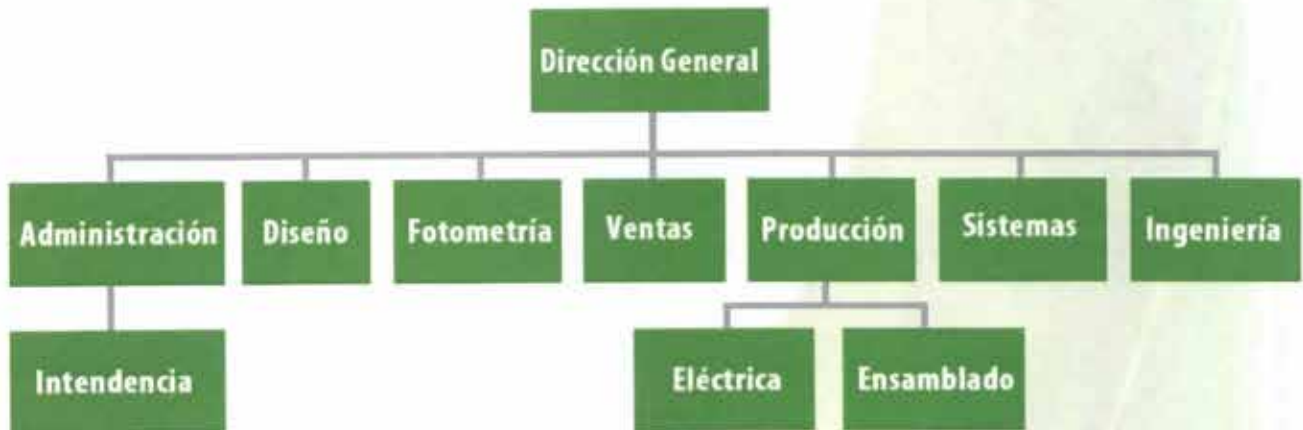 Dirección General
Administración
Diseño
Fotometría
Ventas
Producción
Sistemas
Ingeniería
Intendencia
Eléctrica
Ensamblado